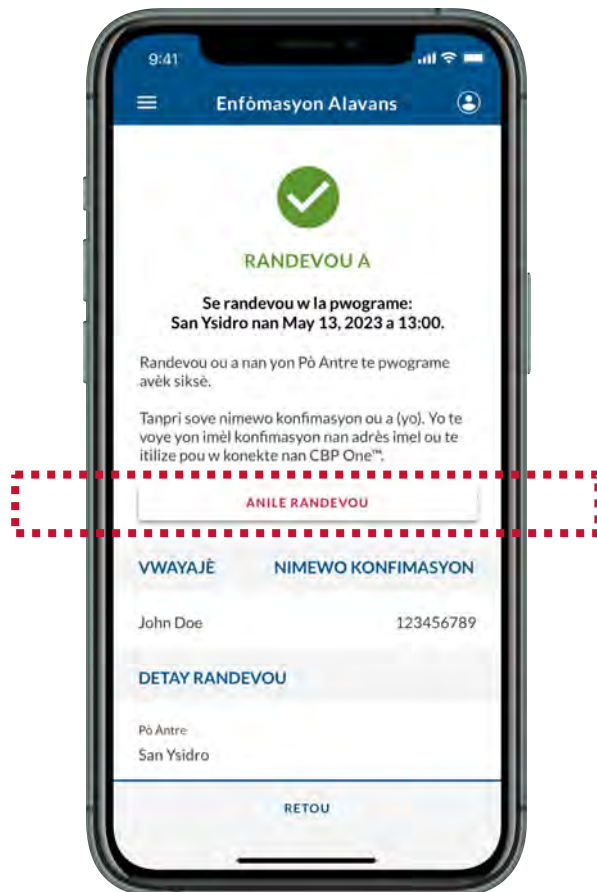 9:41
Enfòmasyon Alavans
RANDEVOU A
Se randevou w la pwograme:
San Ysidro nan May 13, 2023 a 13:00.
Randevou ou a nan yon Pò Antre te pwograme
avèk siksè.
Tanpri sove nimewo konfimasyon ou a (yo). Yo te
voye yon imèl konfimasyon nan adrès imel ou te
itilize pou w konekte nan CBP One™.
ANILE RANDEVOU
VWAYAJÈ NIMEWO KONFIMASYON
John Doe 123456789
DETAY RANDEVOU
Pò Antre
San Ysidro
RETOU